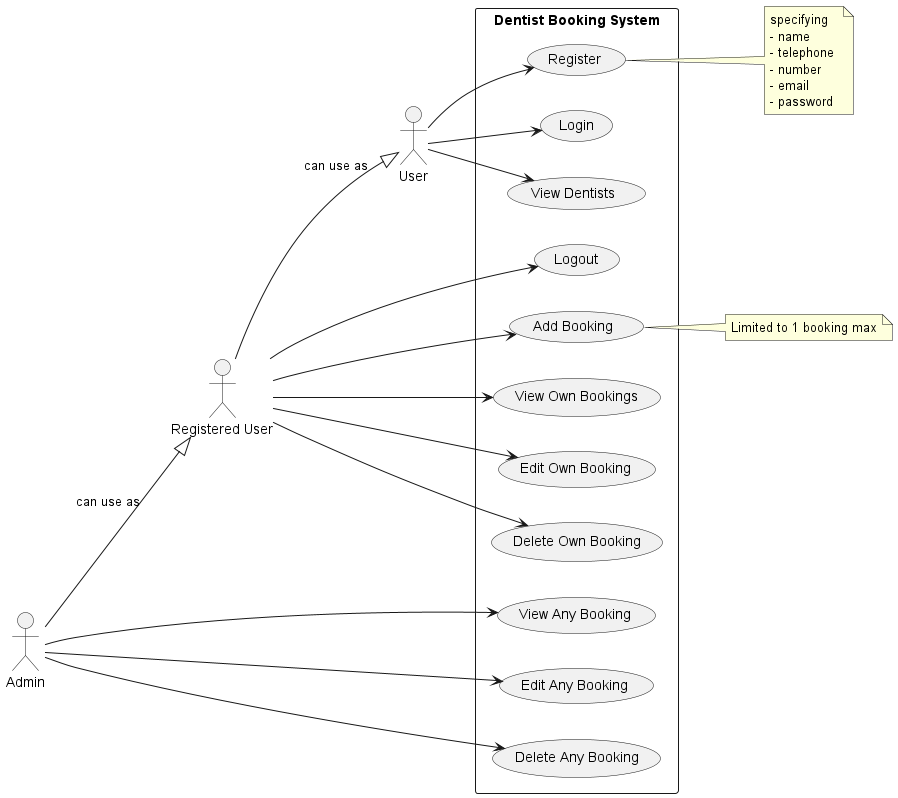 Dentist Booking System
Register
specifying
- name
- telephone
- number
- email
- password
Login
User
can use as
View Dentists
Logout
Add Booking
Limited to 1 booking max
View Own Bookings
Registered User
Edit Own Booking
can use as
Delete Own Booking
View Any Booking
Admin
Edit Any Booking
Delete Any Booking